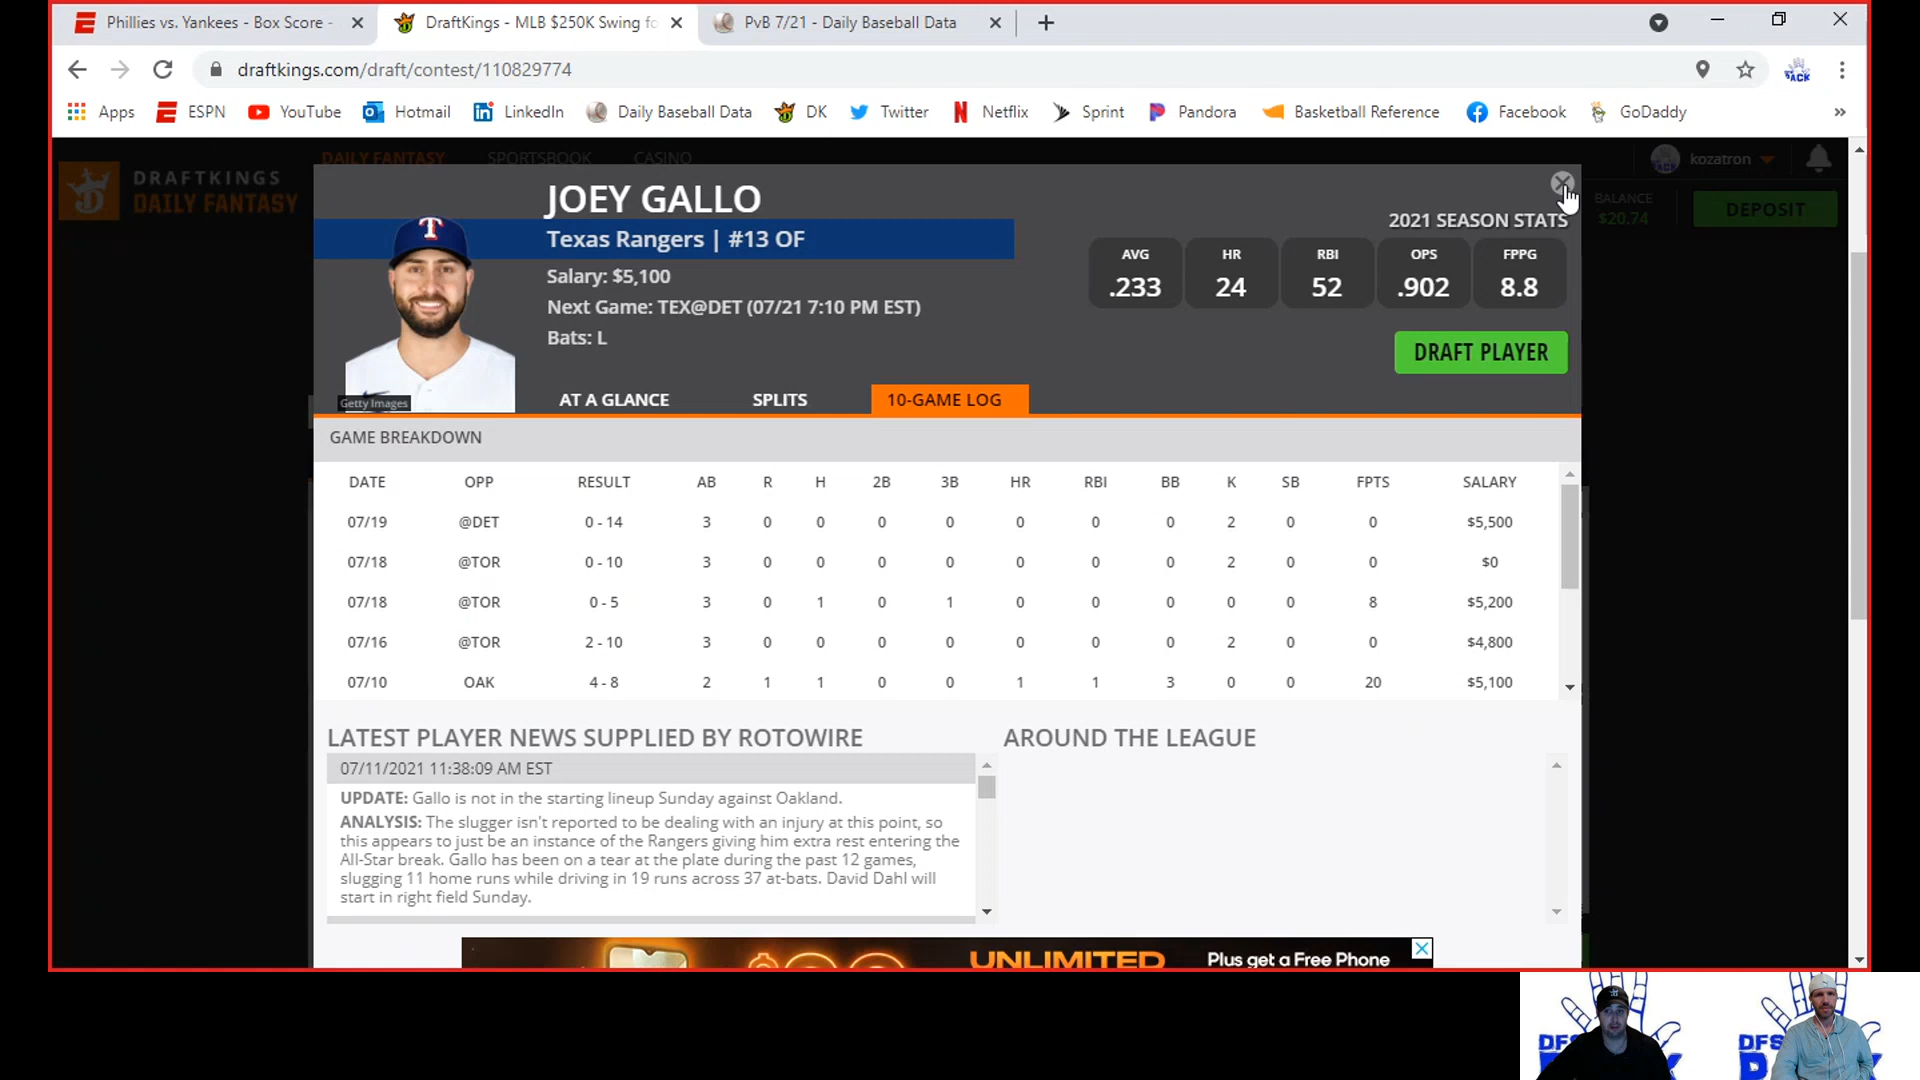 Phillies vs. Yankees - Box Score -
DraftKings - MLB $250K Swing fo
PvB 7/21 - Daily Baseball Data
draftkings.com/draft/contest/110829774
Apps
ESPN
YouTube
Hotmail
LinkedIn
Daily Baseball Data
DK
Twitter
Netflix
Sprint
Pandora
Basketball Reference
Facebook
GoDaddy
DRAFTKINGS
DAILY FANTASY
DAILY FANTASY
SPORTSBOOK
CASINO
kozatron
BALANCE
$20.74
DEPOSIT
JOEY GALLO
Texas Rangers | #13 OF
Salary: $5,100
Next Game: TEX@DET (07/21 7:10 PM EST)
Bats: L
Getty Images
2021 SEASON STATS
AVG HR RBI OPS FPPG
.233 24 52 .902 8.8
DRAFT PLAYER
AT A GLANCE
SPLITS
10-GAME LOG
GAME BREAKDOWN
DATE OPP RESULT AB R H 2B 3B HR RBI BB K SB FPTS SALARY
07/19 @DET 0 - 14 3 0 0 0 0 0 0 0 2 0 0 $5,500
07/18 @TOR 0 - 10 3 0 0 0 0 0 0 0 2 0 0 $0
07/18 @TOR 0 - 5 3 0 1 0 1 0 0 0 0 0 8 $5,200
07/16 @TOR 2 - 10 3 0 0 0 0 0 0 0 2 0 0 $4,800
07/10 OAK 4 - 8 2 1 1 0 0 1 1 3 0 0 20 $5,100
LATEST PLAYER NEWS SUPPLIED BY ROTOWIRE
07/11/2021 11:38:09 AM EST
UPDATE: Gallo is not in the starting lineup Sunday against Oakland.
ANALYSIS: The slugger isn't reported to be dealing with an injury at this point, so
this appears to just be an instance of the Rangers giving him extra rest entering the
All-Star break. Gallo has been on a tear at the plate during the past 12 games,
slugging 11 home runs while driving in 19 runs across 37 at-bats. David Dahl will
start in right field Sunday.
AROUND THE LEAGUE
UNLIMITED
Plus get a Free Phone
DFS
DFS